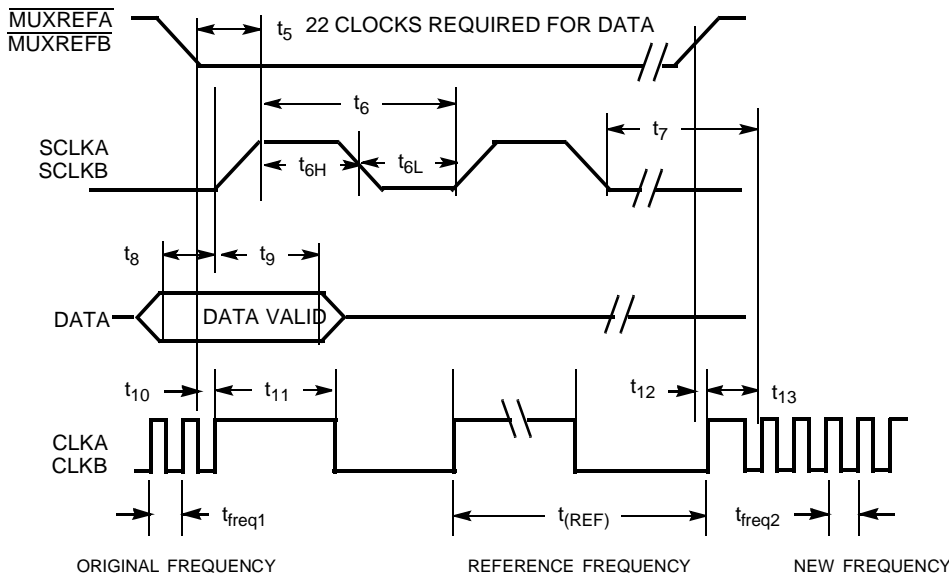 MUXREFA
MUXREFB
t5
22 CLOCKS REQUIRED FOR DATA
t6
t7
SCLKA
SCLKB
t6H
t6L
t8
t9
DATA
DATA VALID
t10
t11
t12
t13
CLKA
CLKB
tfreq1
t(REF)
tfreq2
ORIGINAL FREQUENCY
REFERENCE FREQUENCY
NEW FREQUENCY